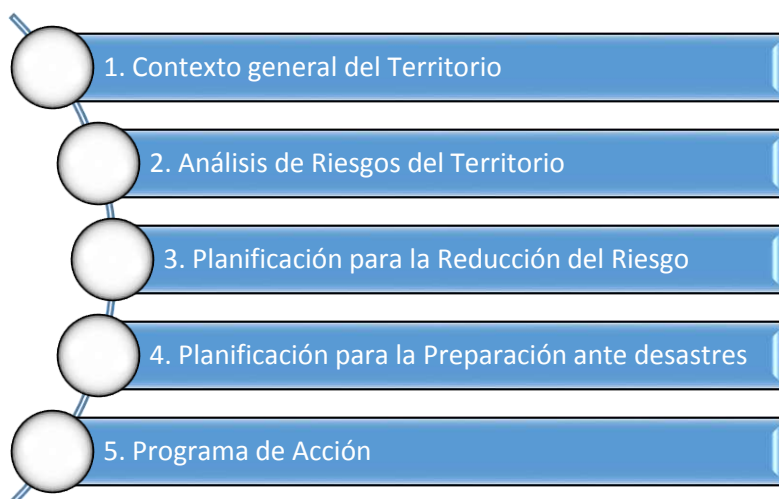 1. Contexto general del Territorio
2. Análisis de Riesgos del Territorio
3. Planificación para la Reducción del Riesgo
4. Planificación para la Preparación ante desastres
5. Programa de Acción